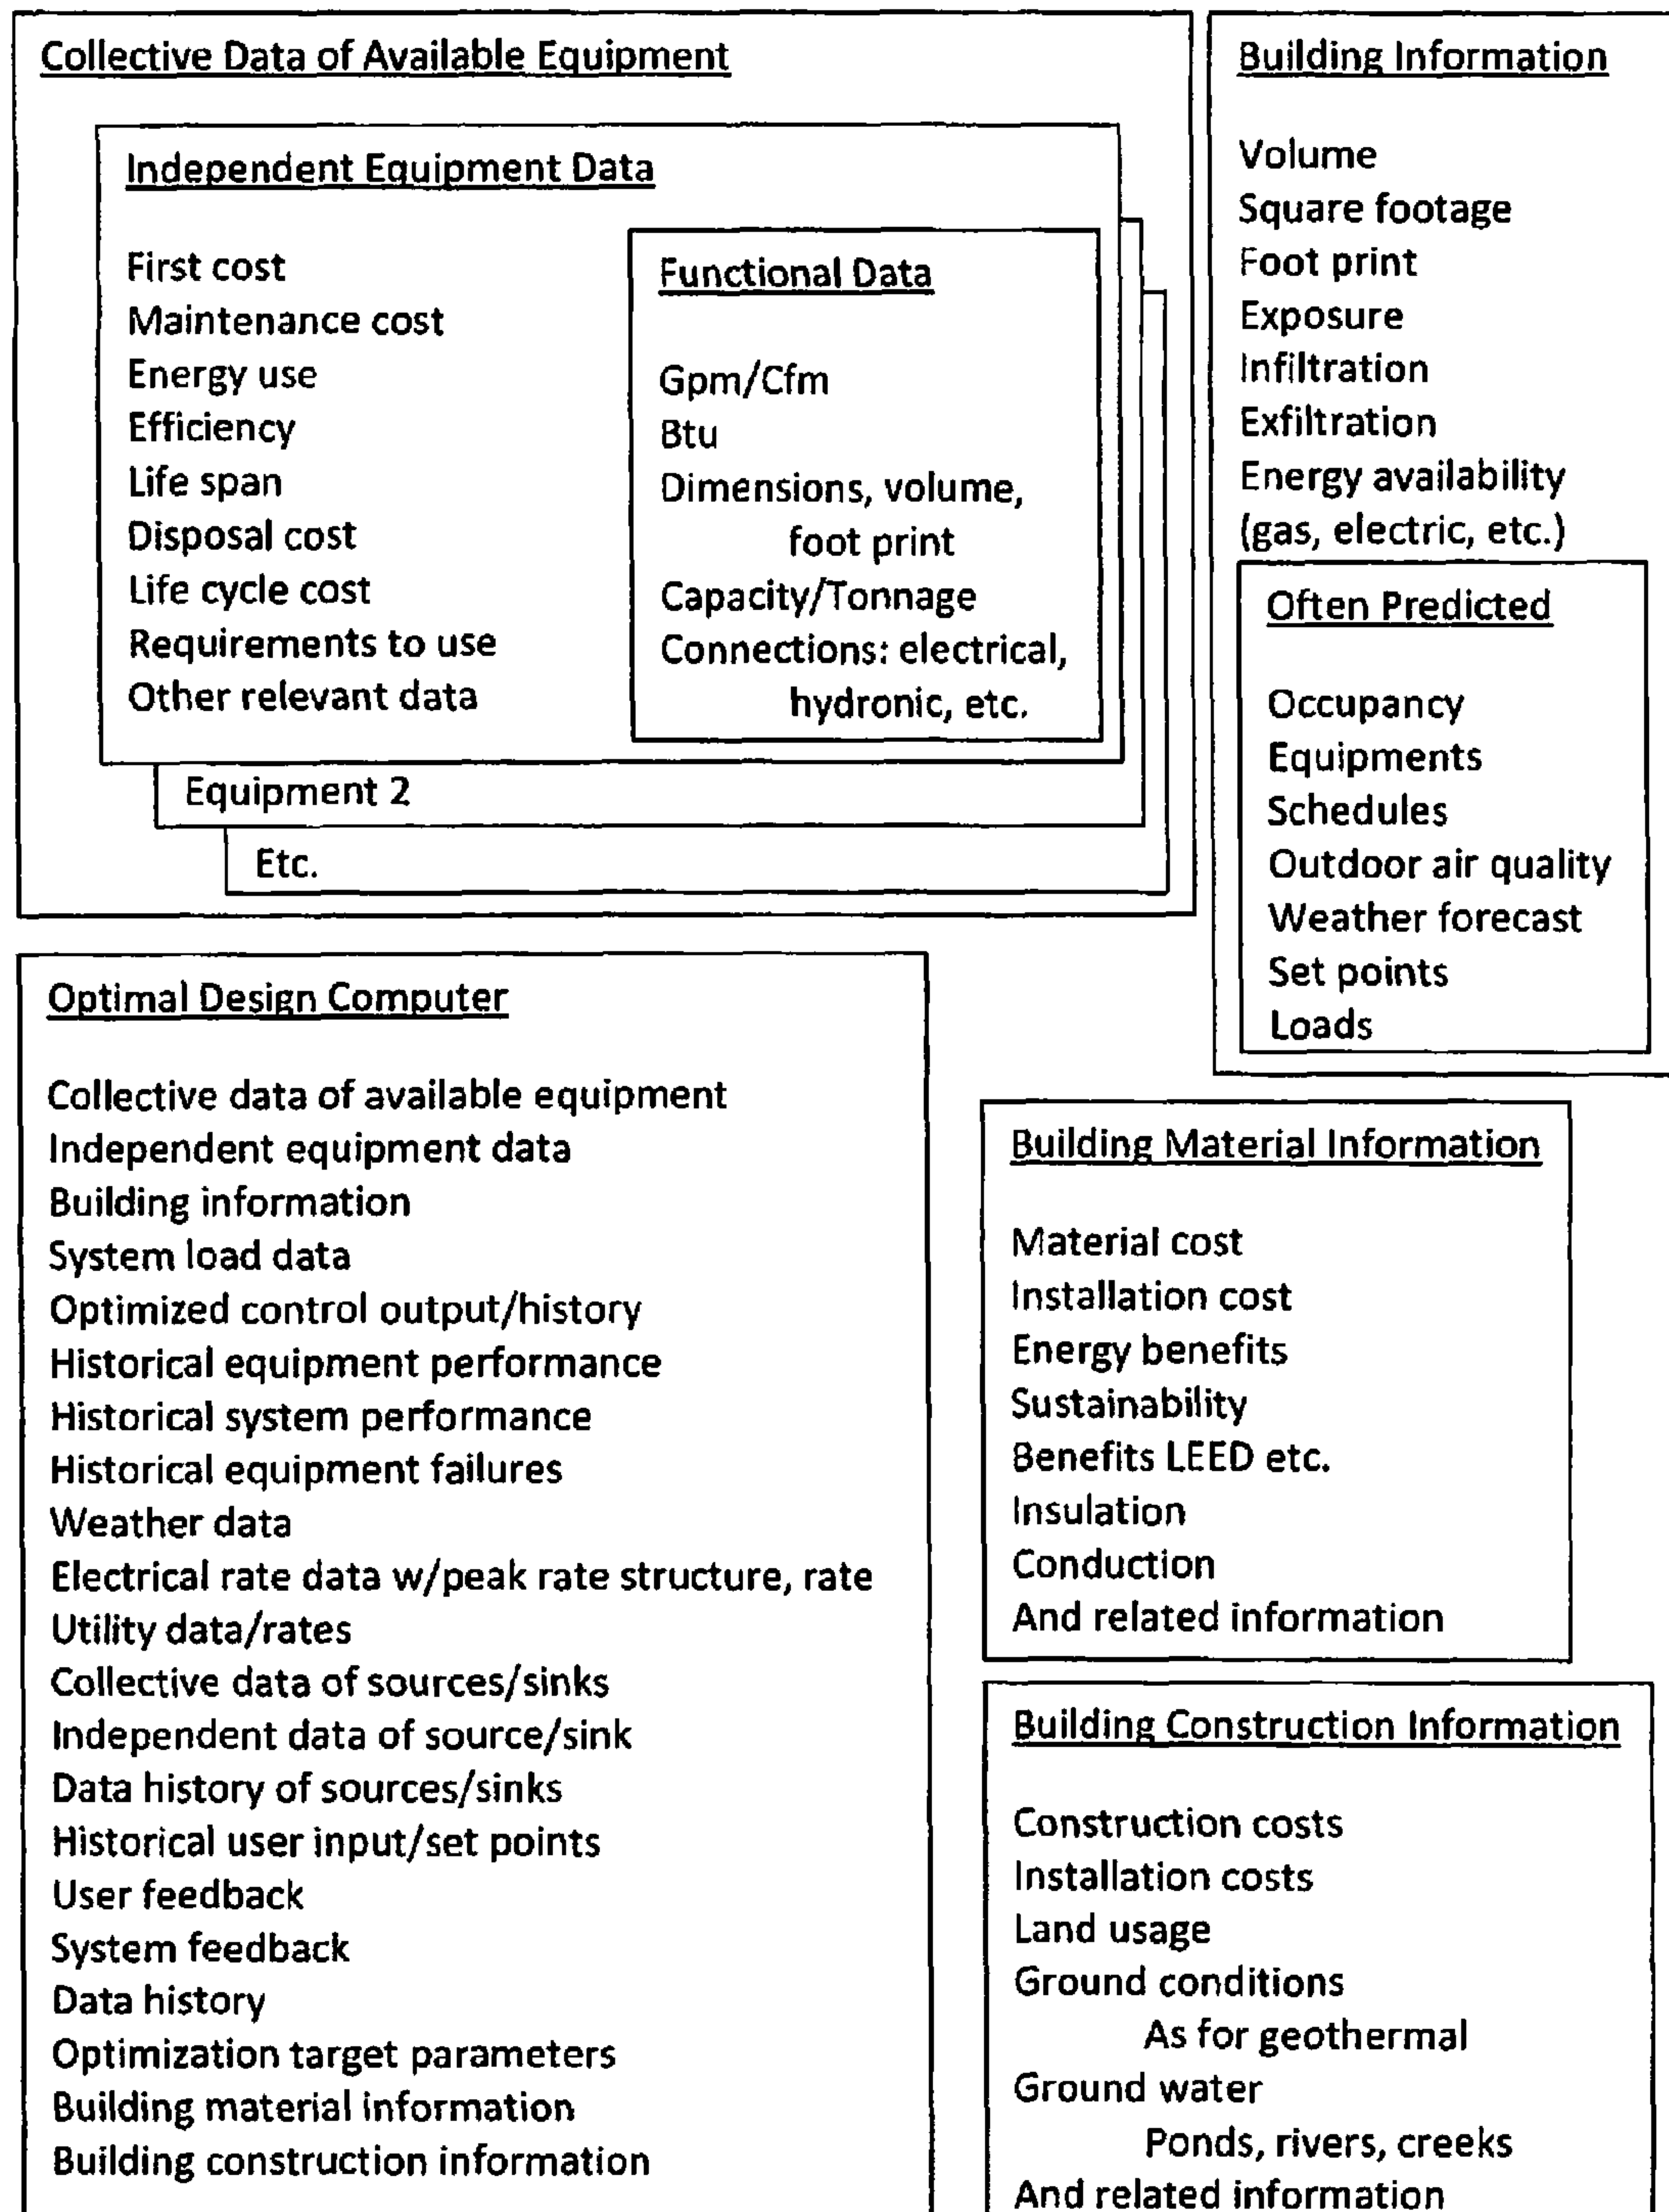 Collective Data of Available Equipment
Independent Equipment Data
First cost
Maintenance cost
Energy use
Efficiency
Life span
Disposal cost
Life cycle cost
Requirements to use
Other relevant data
Functional Data
Gpm/Cfm
Btu
Dimensions, volume,
foot print
Capacity/Tonnage
Connections: electrical,
hydronic, etc.
Equipment 2
Etc.
Building Information
Volume
Square footage
Foot print
Exposure
Infiltration
Exfiltration
Energy availability
(gas, electric, etc.)
Often Predicted
Occupancy
Equipments
Schedules
Outdoor air quality
Weather forecast
Set points
Loads
Optimal Design Computer
Collective data of available equipment
Independent equipment data
Building information
System load data
Optimized control output/history
Historical equipment performance
Historical system performance
Historical equipment failures
Weather data
Electrical rate data w/peak rate structure, rate
Utility data/rates
Collective data of sources/sinks
Independent data of source/sink
Data history of sources/sinks
Historical user input/set points
User feedback
System feedback
Data history
Optimization target parameters
Building material information
Building construction information
Building Material Information
Material cost
Installation cost
Energy benefits
Sustainability
Benefits LEED etc.
Insulation
Conduction
And related information
Building Construction Information
Construction costs
Installation costs
Land usage
Ground conditions
As for geothermal
Ground water
Ponds, rivers, creeks
And related information